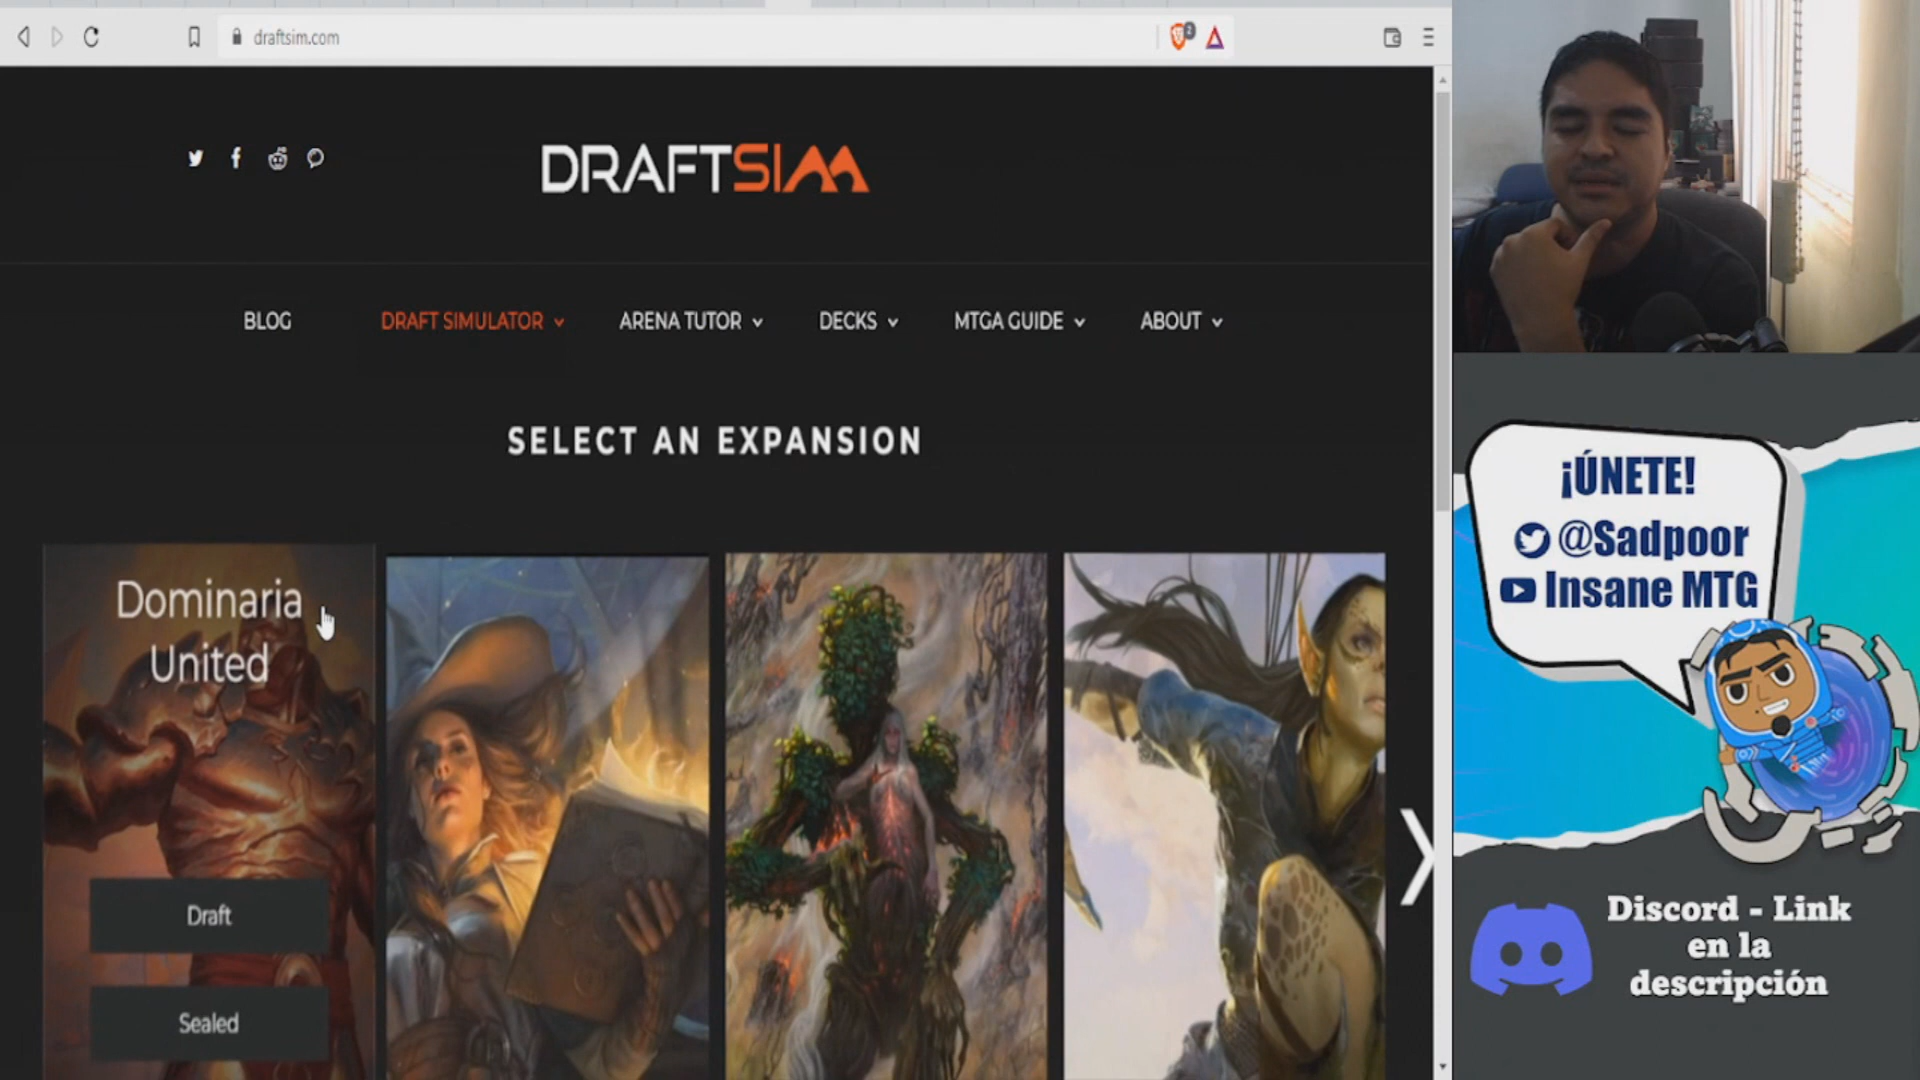 draftsim.com
2
DRAFTSIM
BLOG
DRAFT SIMULATOR
ARENA TUTOR
DECKS
MTGA GUIDE
ABOUT
SELECT AN EXPANSION
Dominaria
United
Draft
Sealed
¡ÚNETE!
@Sadpoor
Insane MTG
Discord - Link
en la
descripción